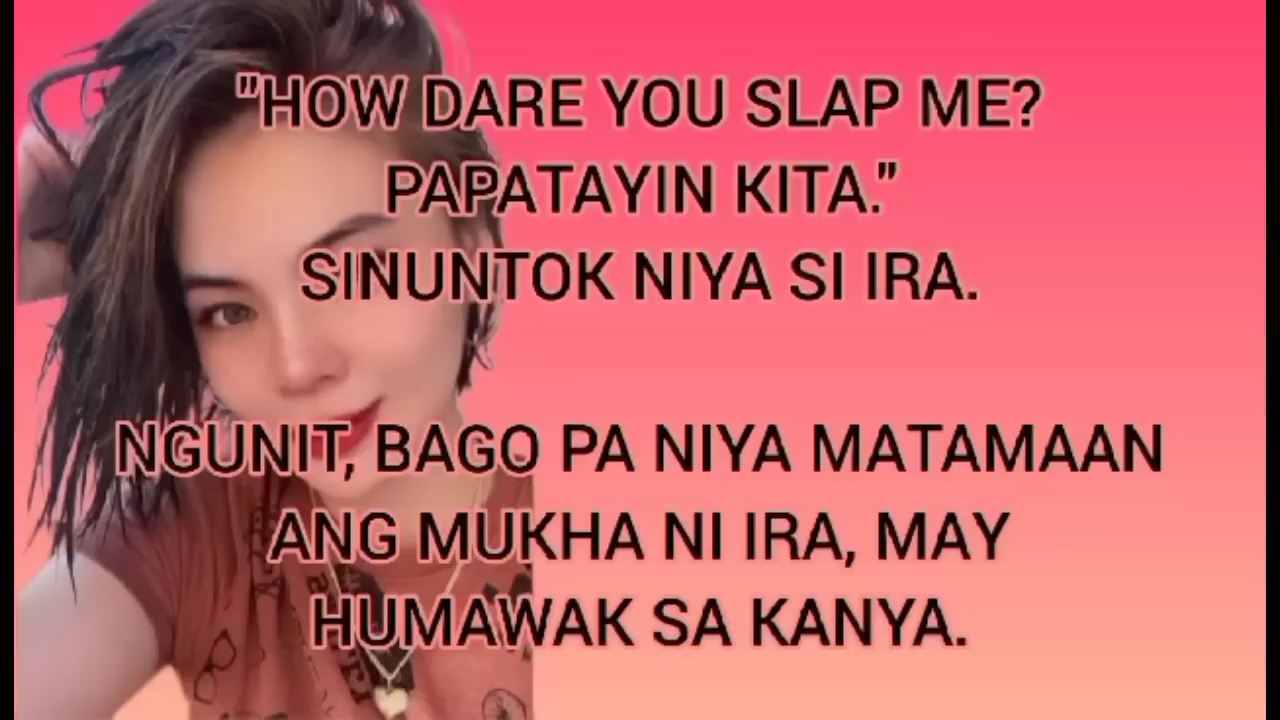 "HOW DARE YOU SLAP ME?
PAPATAYIN KITA."
SINUNTOK NIYA SI IRA.
NGUNIT, BAGO PA NIYA MATAMAAN
ANG MUKHA NI IRA, MAY
HUMAWAK SA KANYA.